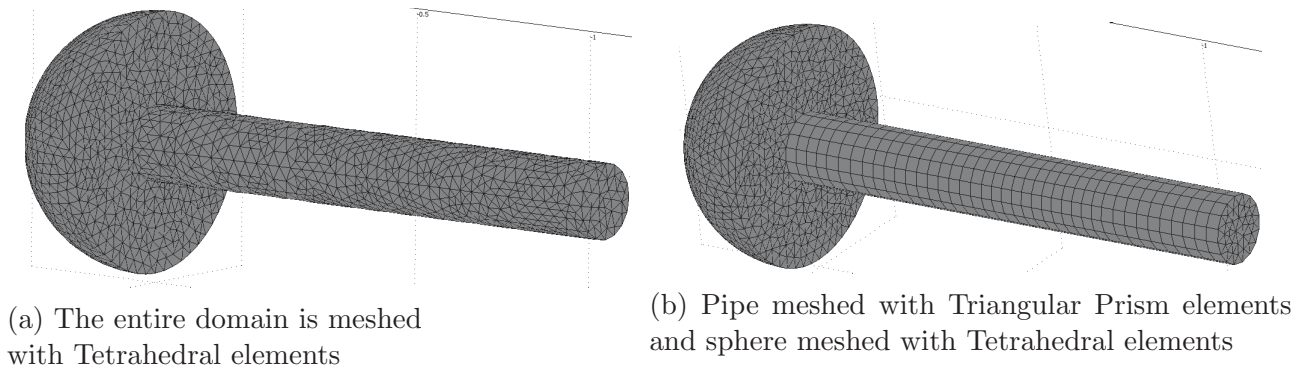 -0.5
-1
-1
(a) The entire domain is meshed
with Tetrahedral elements
(b) Pipe meshed with Triangular Prism elements
and sphere meshed with Tetrahedral elements